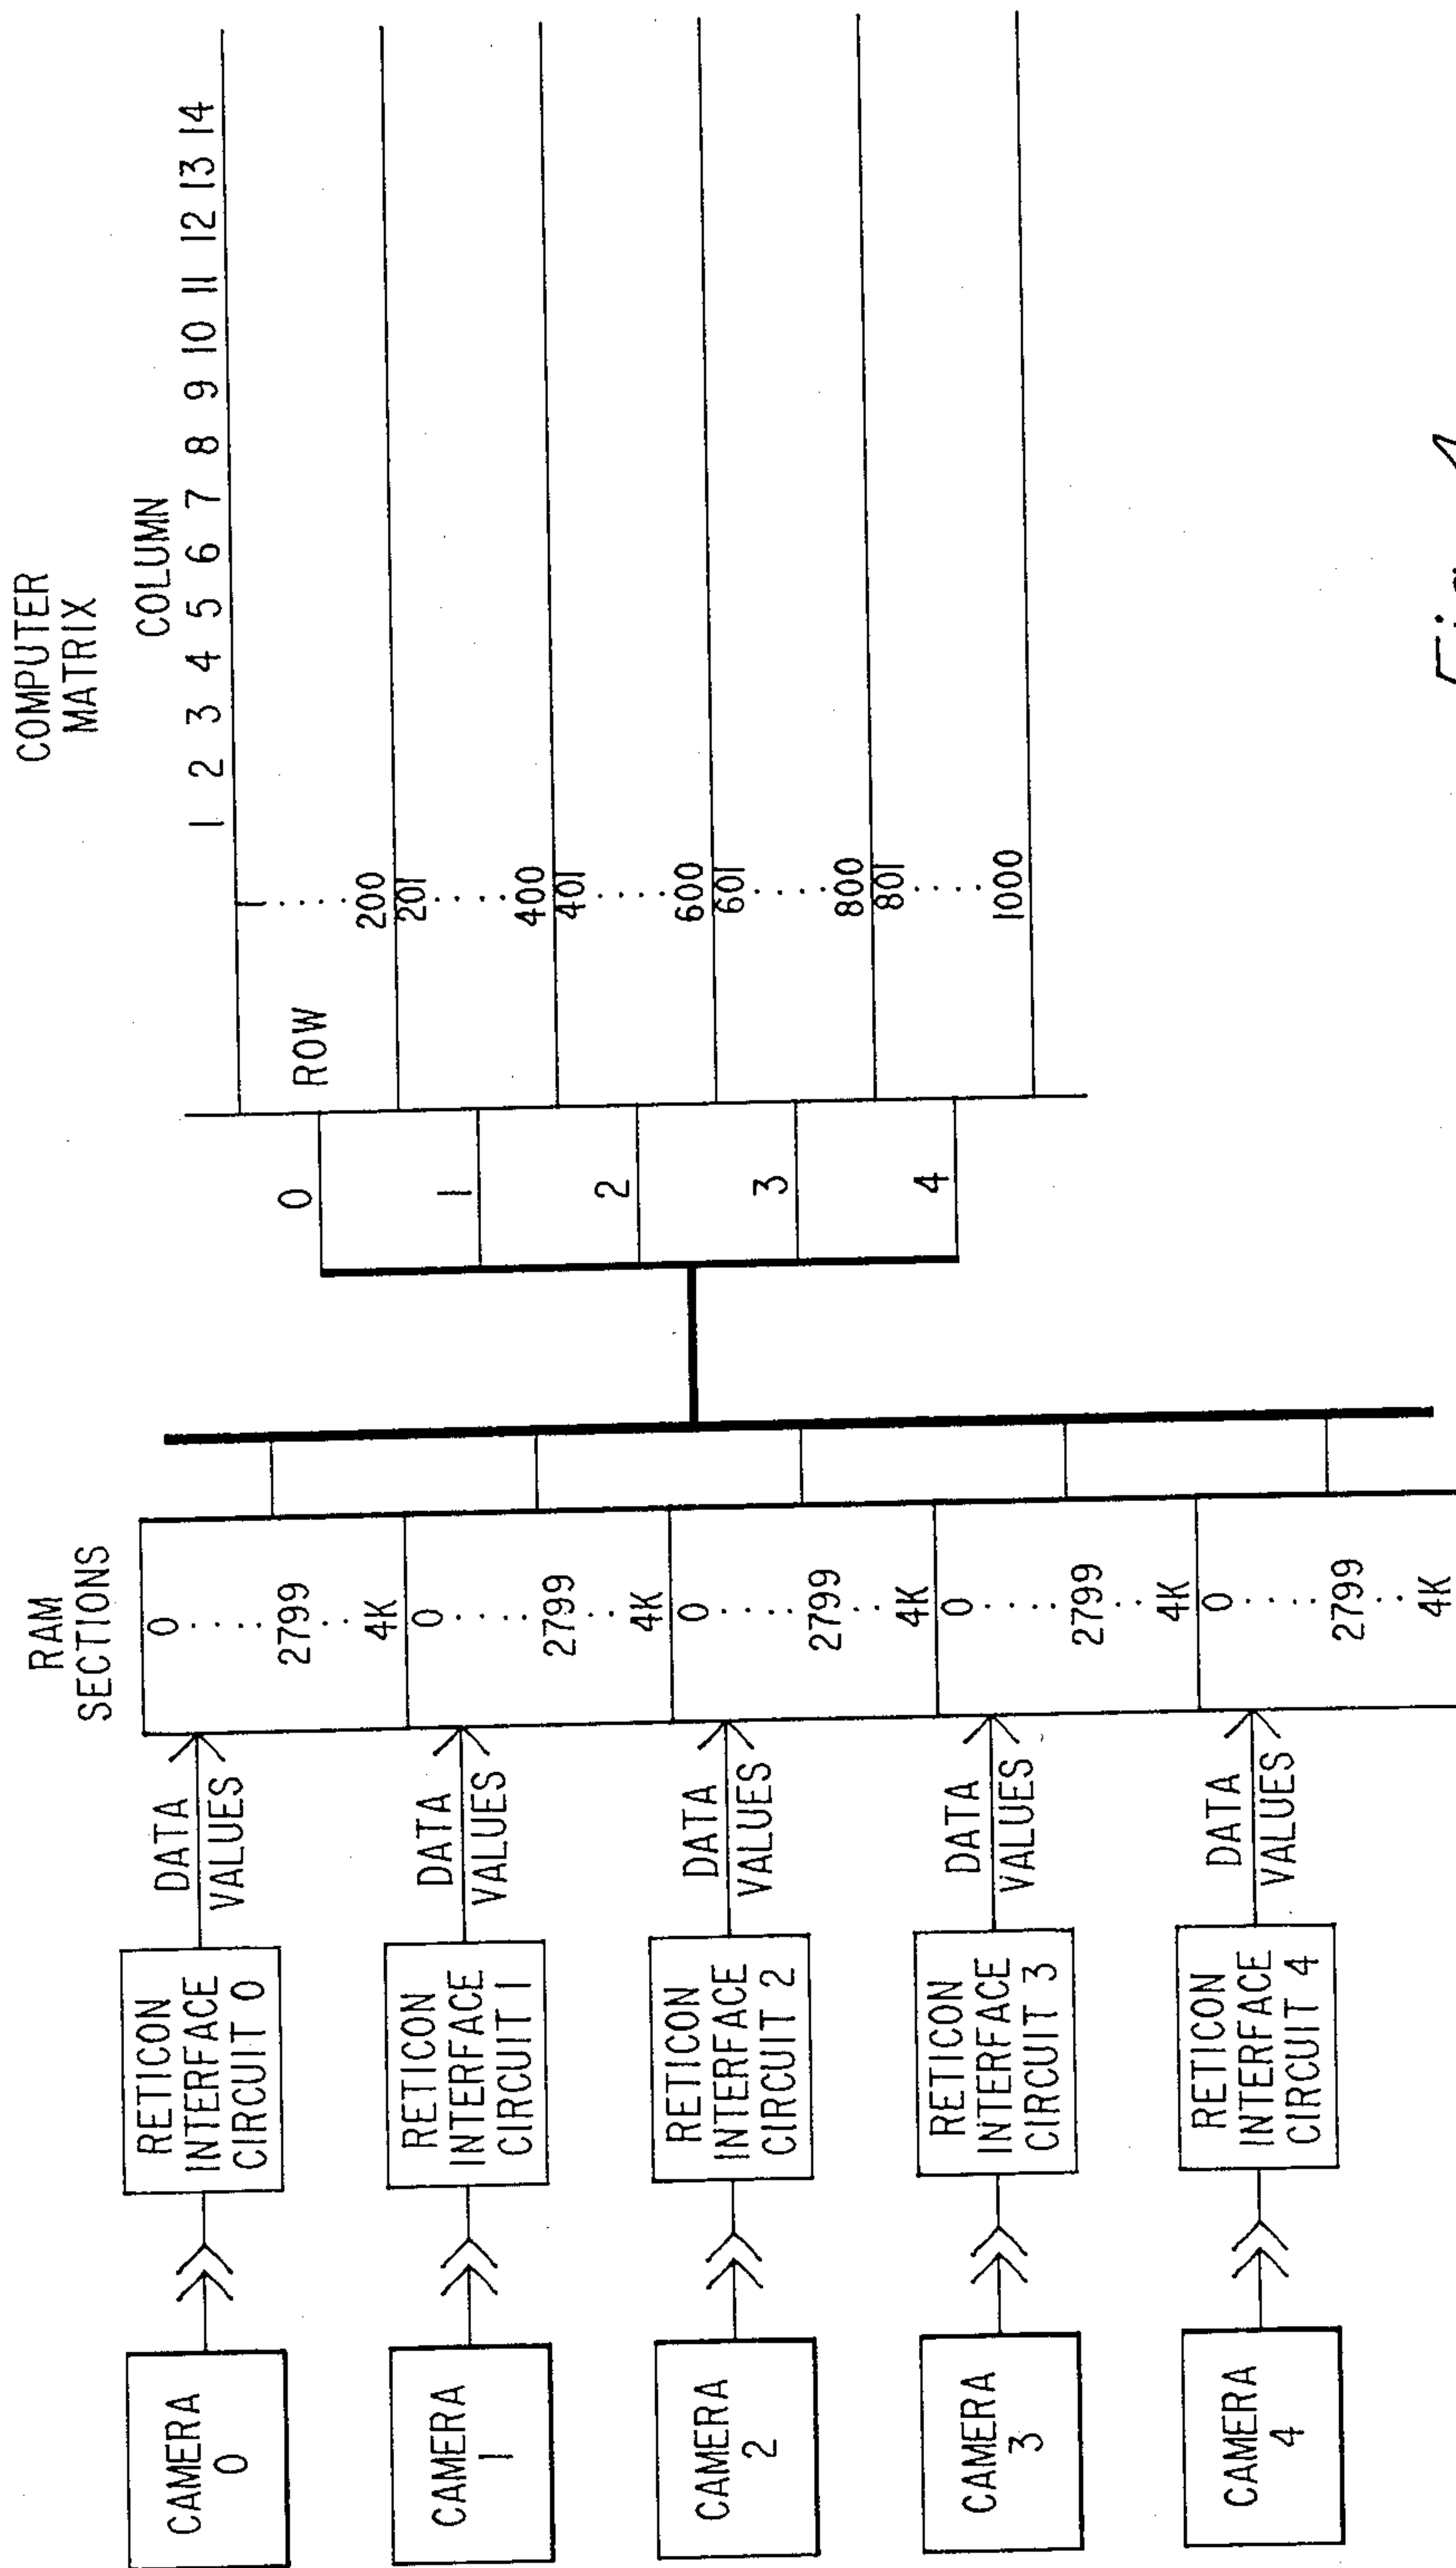 COMPUTER
MATRIX
COLUMN
1 2 3 4 5 6 7 8 9 10 11 12 13 14
ROW
1
200
201
400
401
600
601
800
801
1000
0
1
2
3
4
RAM
SECTIONS
0
2799
4K
0
2799
4K
0
2799
4K
0
2799
4K
0
2799
4K
DATA
VALUES
DATA
VALUES
DATA
VALUES
DATA
VALUES
DATA
VALUES
RETICON
INTERFACE
CIRCUIT 0
RETICON
INTERFACE
CIRCUIT 1
RETICON
INTERFACE
CIRCUIT 2
RETICON
INTERFACE
CIRCUIT 3
RETICON
INTERFACE
CIRCUIT 4
CAMERA
0
CAMERA
1
CAMERA
2
CAMERA
3
CAMERA
4